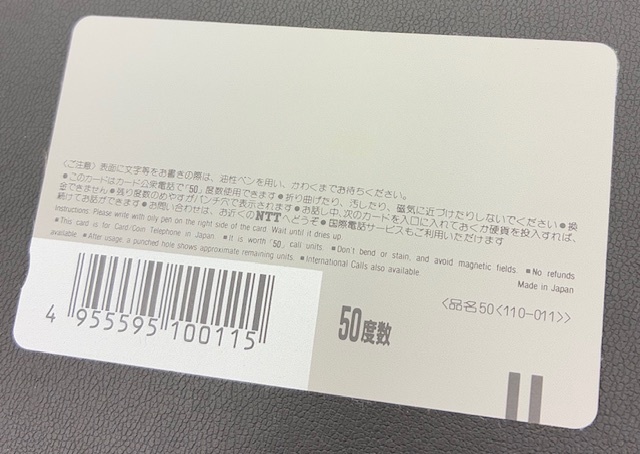 〈ご注意〉表面に文字等をお書きの際は、油性ペンを用い、かわくまでお待ちください。
●このカードはカード公衆電話で「50」度数使用できます●折り曲げたり、汚したり、磁気に近づけたりしないでください●換
金できません●残り度数のめやすがパンチ穴で表示されます●お話し中、次のカードを入口に入れておくか硬貨を投入すれば、
続けてお話ができます●お問い合わせは、お近くのNTTへどうぞ●国際電話サービスもご利用いただけます
Instructions: Please write with oily pen on the right side of the card. Wait until it dries up.
■This card is for Card/Coin Telephone in Japan. ■It is worth「50」call units. ■Don't bend or stain, and avoid magnetic fields. ■No refunds
available. ■After usage, a punched hole shows approximate remaining units. ■International Calls also available.
Made in Japan
〈品名50〈110-011〉〉
50度数
4 955595 100115